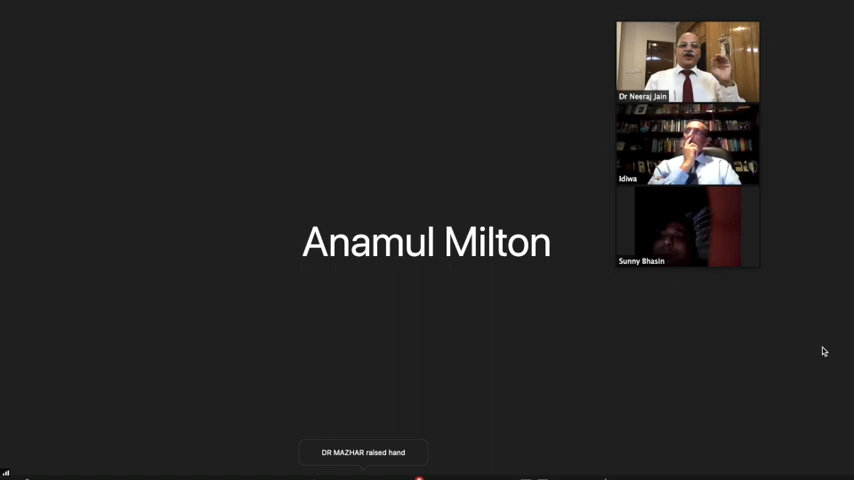 Dr Neeraj Jain
Idiwa
Sunny Bhasin
Anamul Milton
DR MAZHAR raised hand